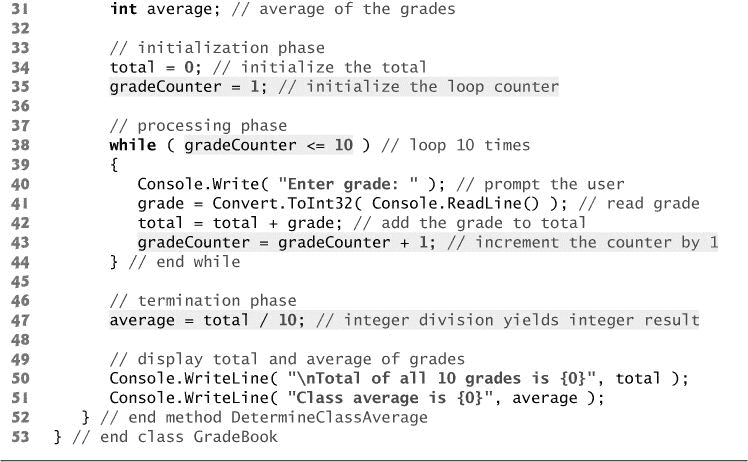 31 int average; // average of the grades
32
33 // initialization phase
34 total = 0; // initialize the total
35 gradeCounter = 1; // initialize the loop counter
36
37 // processing phase
38 while ( gradeCounter <= 10 ) // loop 10 times
39 {
40 Console.Write( "Enter grade: " ); // prompt the user
41 grade = Convert.ToInt32( Console.ReadLine() ); // read grade
42 total = total + grade; // add the grade to total
43 gradeCounter = gradeCounter + 1; // increment the counter by 1
44 } // end while
45
46 // termination phase
47 average = total / 10; // integer division yields integer result
48
49 // display total and average of grades
50 Console.WriteLine( "\nTotal of all 10 grades is {0}", total );
51 Console.WriteLine( "Class average is {0}", average );
52 } // end method DetermineClassAverage
53 } // end class GradeBook